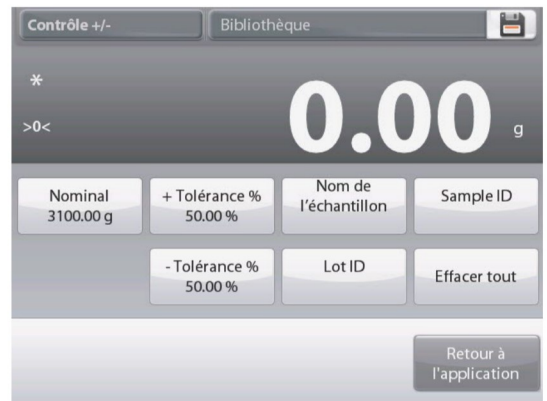 Contrôle +/-
Bibliothèque
*
>0<
0.00 g
Nominal
3100.00 g
+ Tolérance %
50.00 %
Nom de
l'échantillon
Sample ID
- Tolérance %
50.00 %
Lot ID
Effacer tout
Retour à
l'application